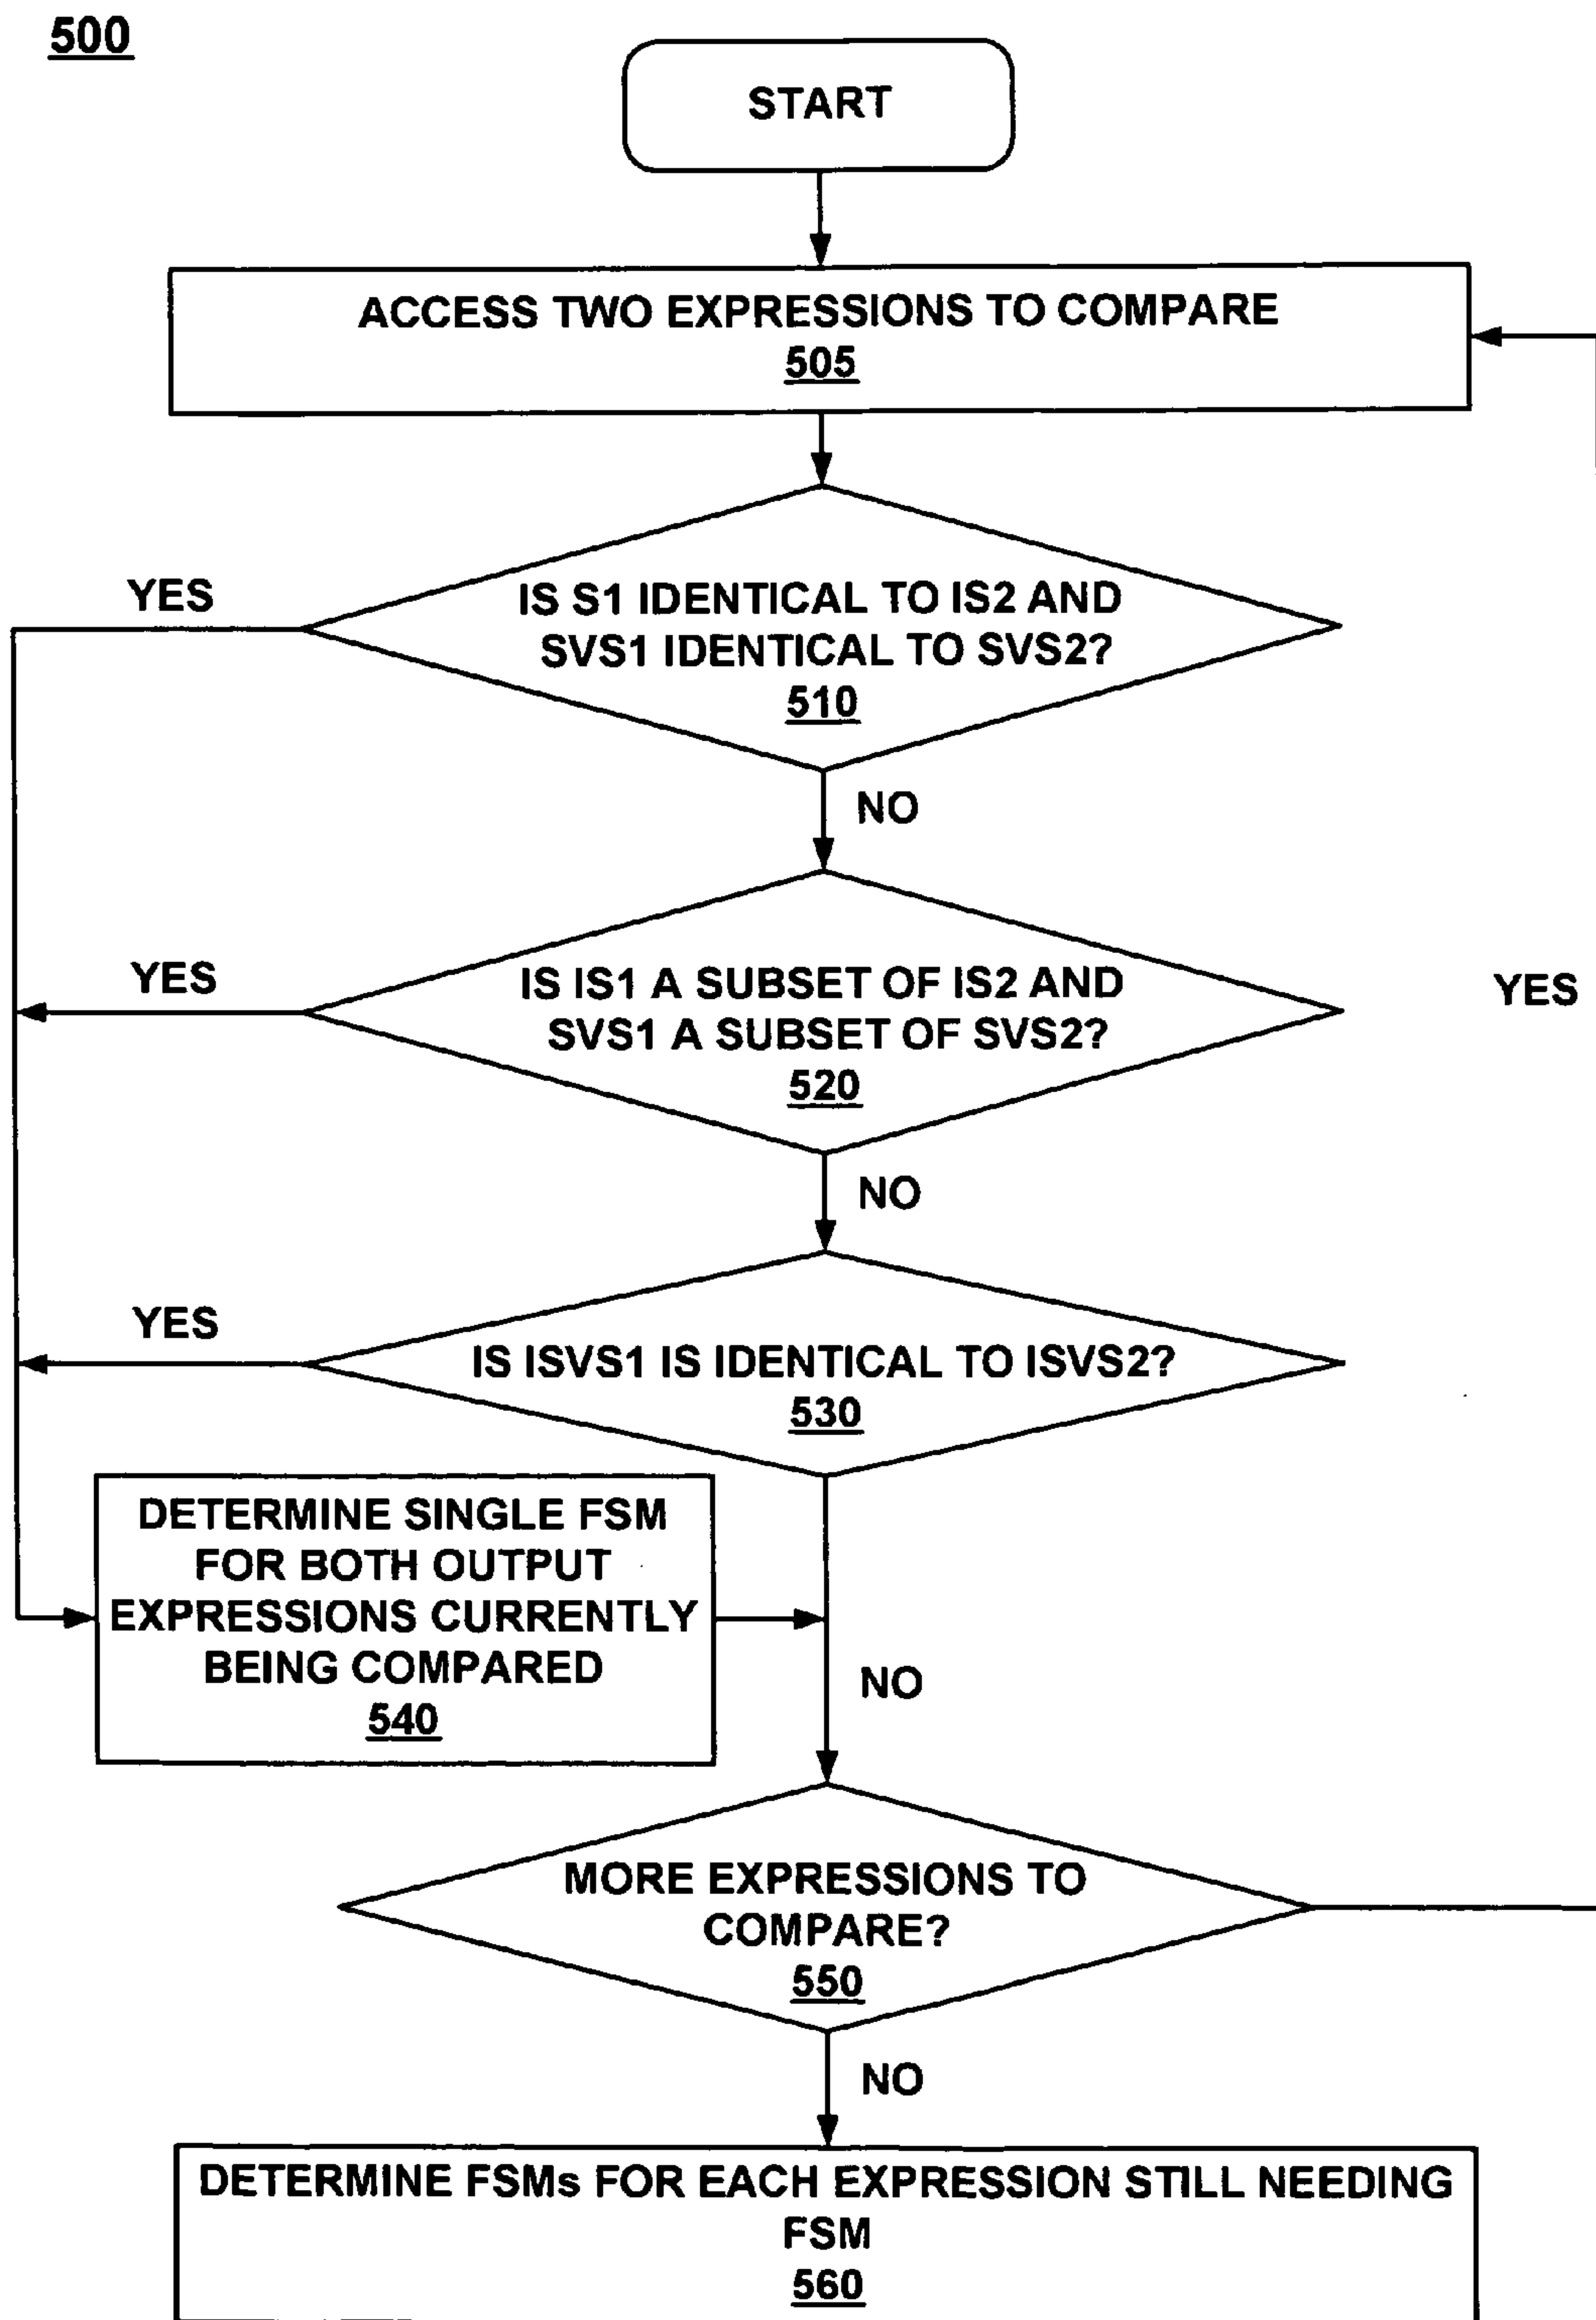 500
START
ACCESS TWO EXPRESSIONS TO COMPARE
505
YES
IS S1 IDENTICAL TO IS2 AND
SVS1 IDENTICAL TO SVS2?
510
NO
YES
IS IS1 A SUBSET OF IS2 AND
SVS1 A SUBSET OF SVS2?
520
YES
NO
YES
IS ISVS1 IS IDENTICAL TO ISVS2?
530
DETERMINE SINGLE FSM
FOR BOTH OUTPUT
EXPRESSIONS CURRENTLY
BEING COMPARED
540
NO
MORE EXPRESSIONS TO
COMPARE?
550
NO
DETERMINE FSMs FOR EACH EXPRESSION STILL NEEDING
FSM
560